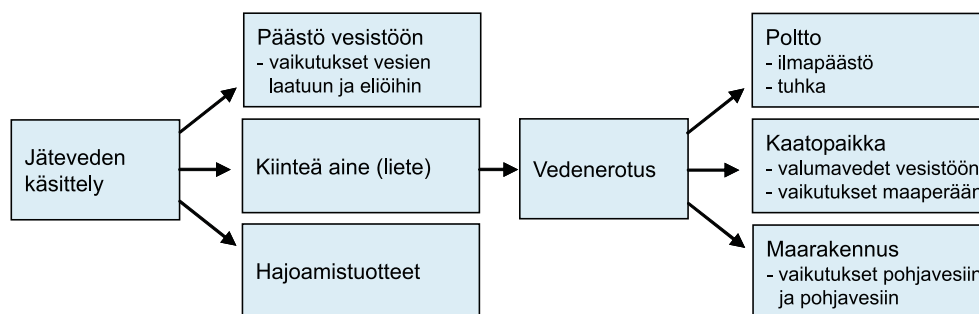 Päästö vesistöön
- vaikutukset vesien
laatuun ja eliöihin
Jäteveden
käsittely
Kiinteä aine (liete)
Hajoamistuotteet
Vedenerotus
Poltto
- ilmapäästö
- tuhka
Kaatopaikka
- valumavedet vesistöön
- vaikutukset maaperään
Maarakennus
- vaikutukset pohjavesiin
ja pohjavesiin